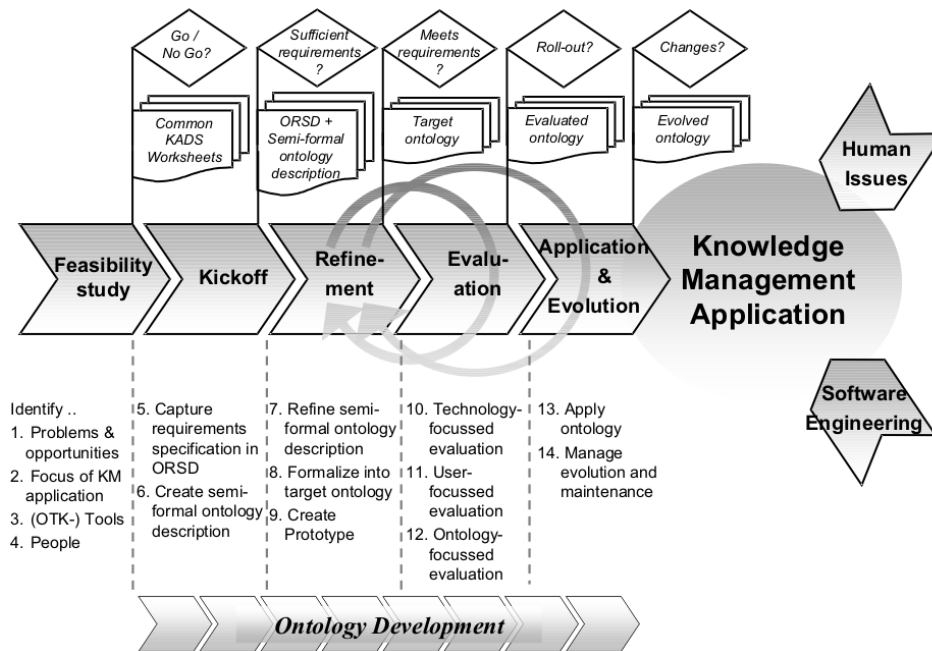 Go /
No Go?
Sufficient
requirements
?
Meets
requirements
?
Roll-out?
Changes?
Common
KADS
Worksheets
ORSD +
Semi-formal
ontology
description
Target
ontology
Evaluated
ontology
Evolved
ontology
Human
Issues
Feasibility
study
Kickoff
Refine-
ment
Evalu-
ation
Application
&
Evolution
Knowledge
Management
Application
Software
Engineering
Identify ..
1. Problems &
opportunities
2. Focus of KM
application
3. (OTK-) Tools
4. People
5. Capture
requirements
specification in
ORSD
6. Create semi-
formal ontology
description
7. Refine semi-
formal ontology
description
8. Formalize into
target ontology
9. Create
Prototype
10. Technology-
focussed
evaluation
11. User-
focussed
evaluation
12. Ontology-
focussed
evaluation
13. Apply
ontology
14. Manage
evolution and
maintenance
Ontology Development